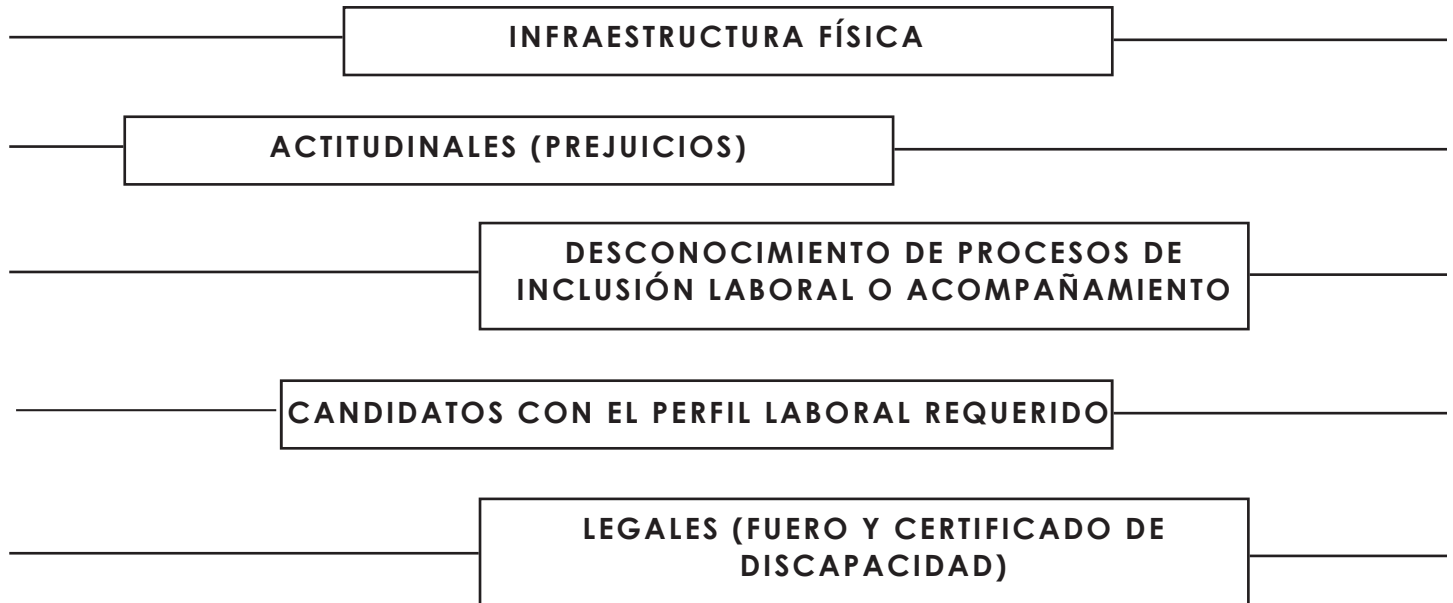 INFRAESTRUCTURA FÍSICA
ACTITUDINALES (PREJUICIOS)
DESCONOCIMIENTO DE PROCESOS DE
INCLUSIÓN LABORAL O ACOMPAÑAMIENTO
CANDIDATOS CON EL PERFIL LABORAL REQUERIDO
LEGALES (FUERO Y CERTIFICADO DE
DISCAPACIDAD)